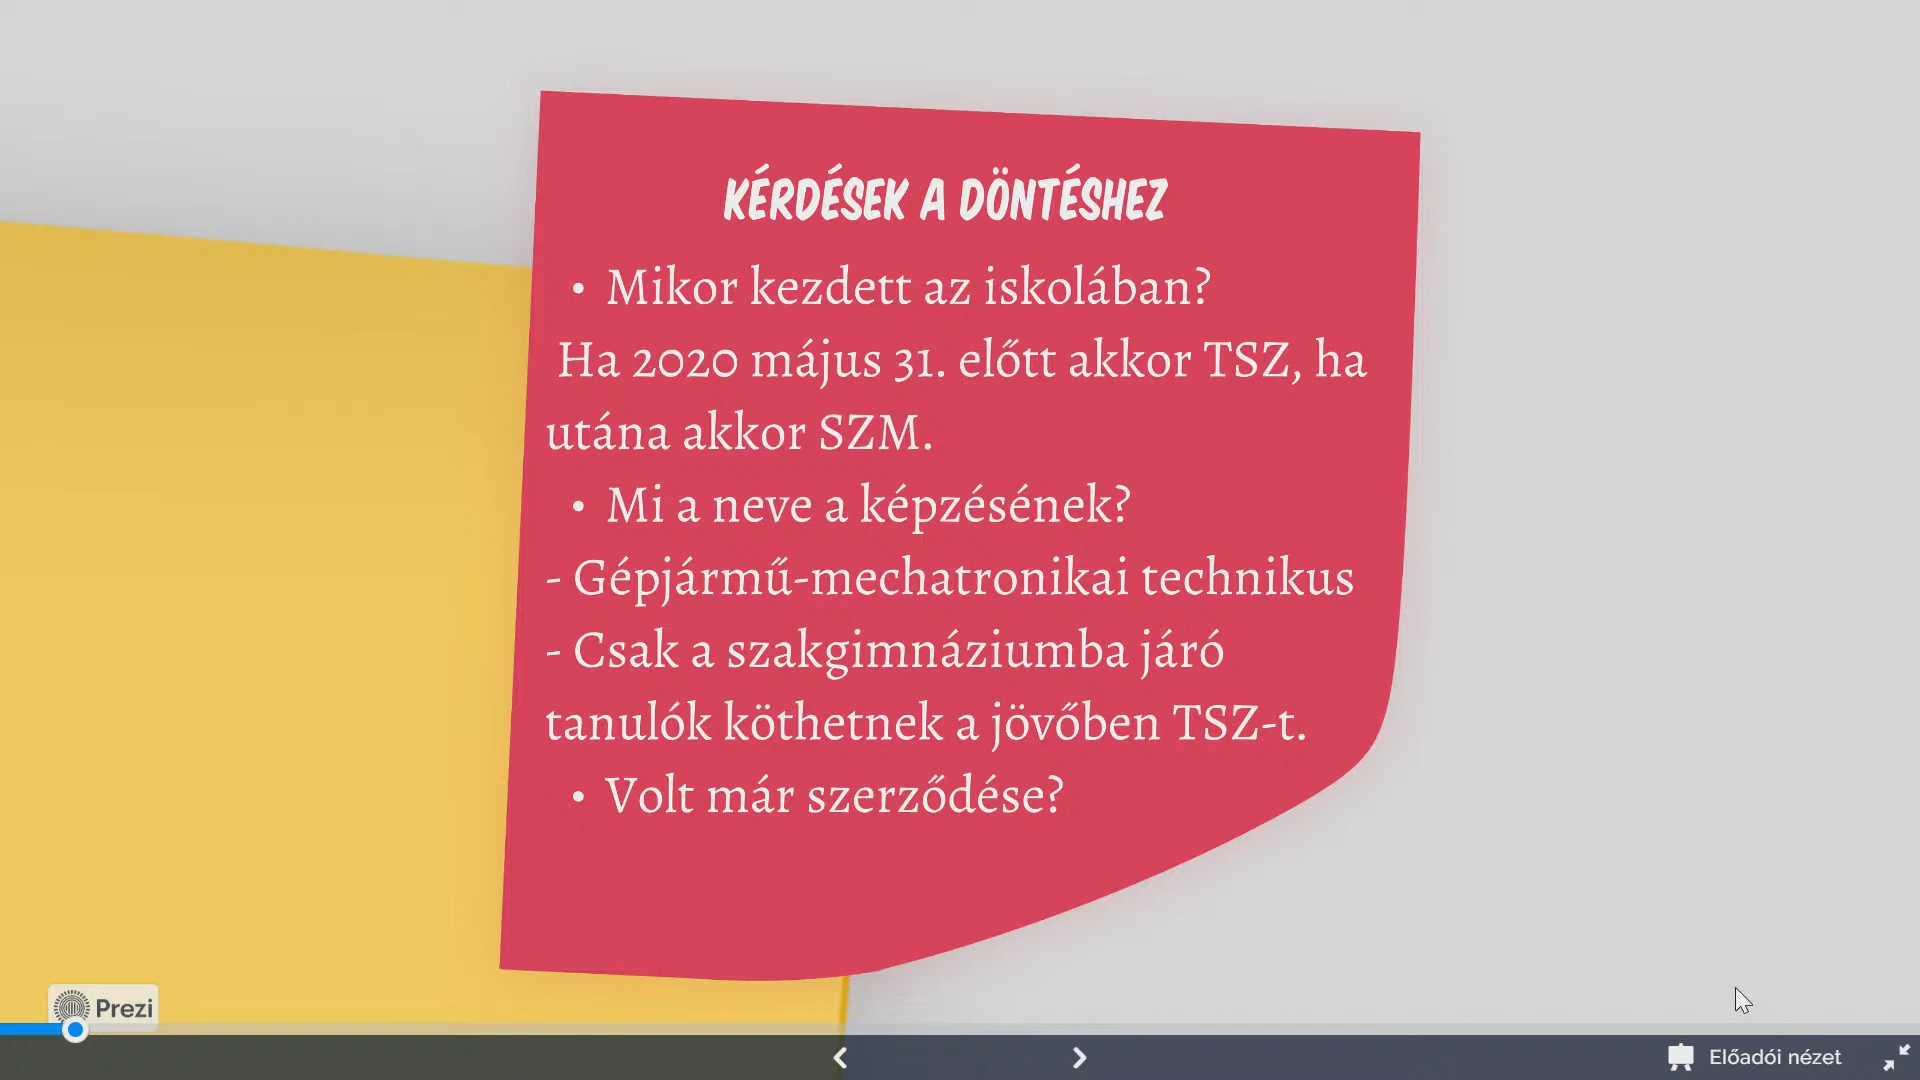 KÉRDÉSEK A DÖNTÉSHEZ
• Mikor kezdett az iskolában?
Ha 2020 május 31. előtt akkor TSZ, ha
utána akkor SZM.
• Mi a neve a képzésének?
- Gépjármű-mechatronikai technikus
- Csak a szakgimnáziumba járó
tanulók köthetnek a jövőben TSZ-t.
• Volt már szerződése?
Prezi
Előadói nézet